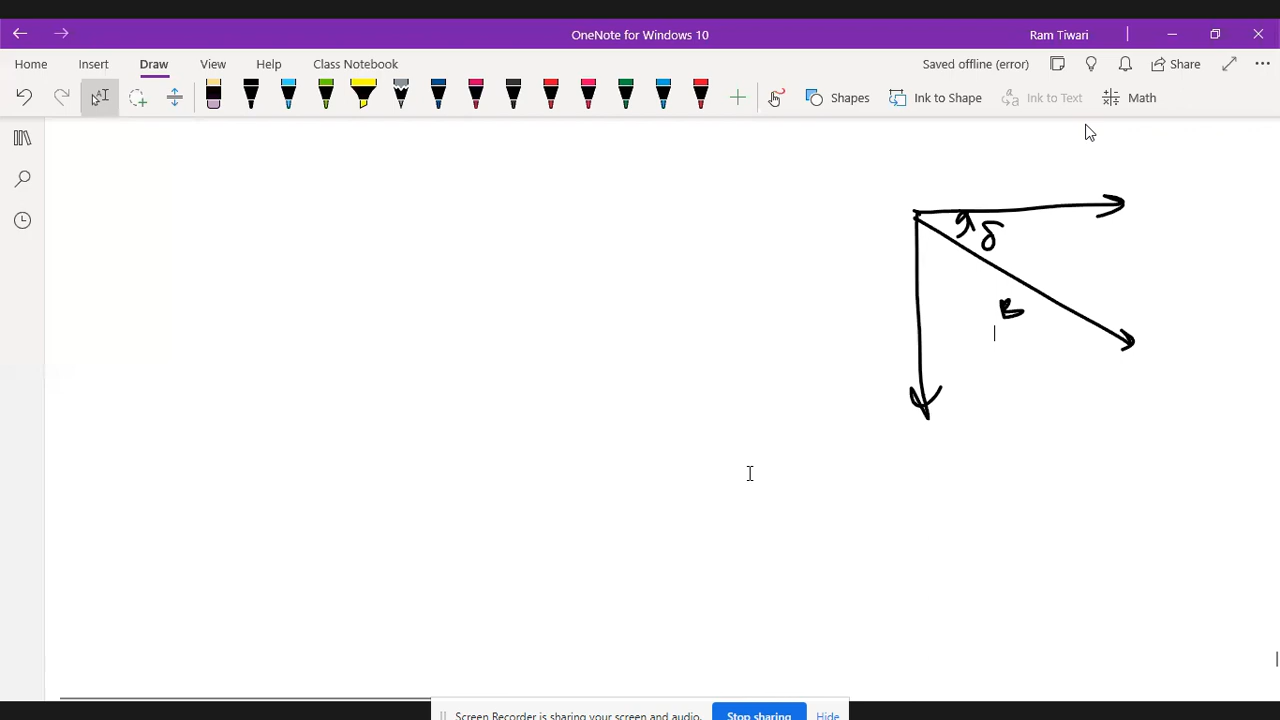 OneNote for Windows 10
Ram Tiwari
Home
Insert
Draw
View
Help
Class Notebook
Saved offline (error)
Share
Shapes
Ink to Shape
Ink to Text
Math
δ
Screen Recorder is sharing your screen and audio.
Stop sharing
Hide